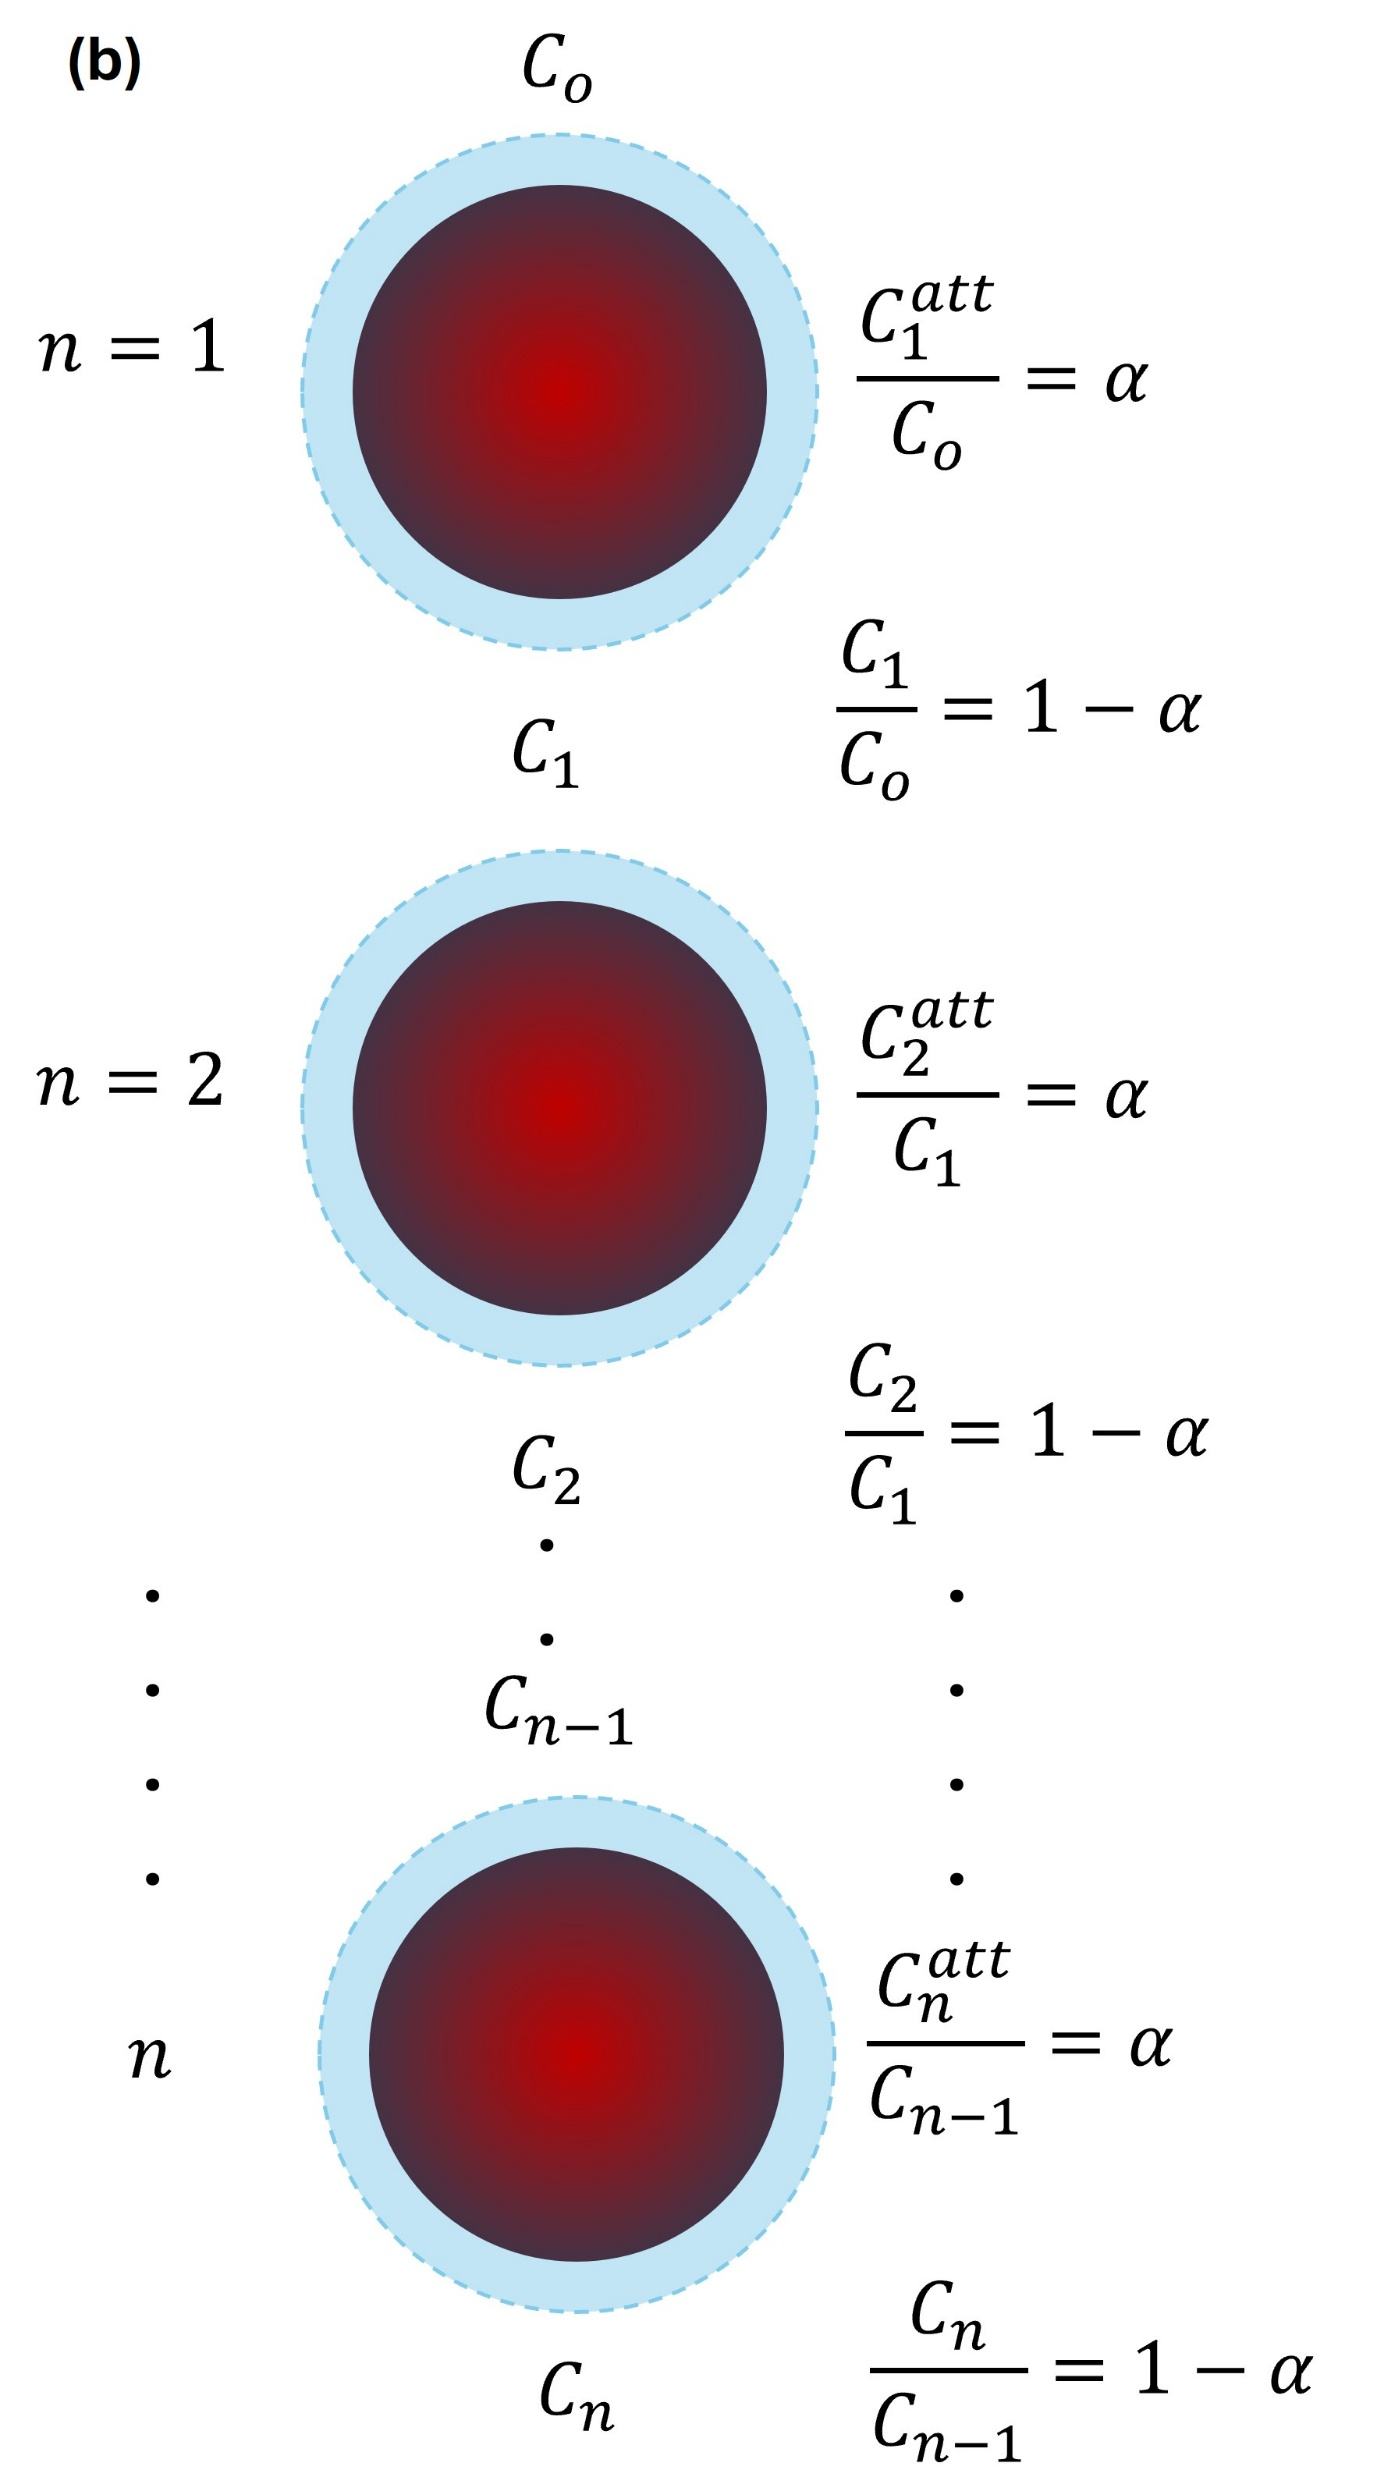 (b)
C_o
n = 1
C_1^{att} / C_o = α
C_1 / C_o = 1 − α
C_1
n = 2
C_2^{att} / C_1 = α
C_2 / C_1 = 1 − α
C_2
C_{n−1}
n
C_n^{att} / C_{n−1} = α
C_n / C_{n−1} = 1 − α
C_n